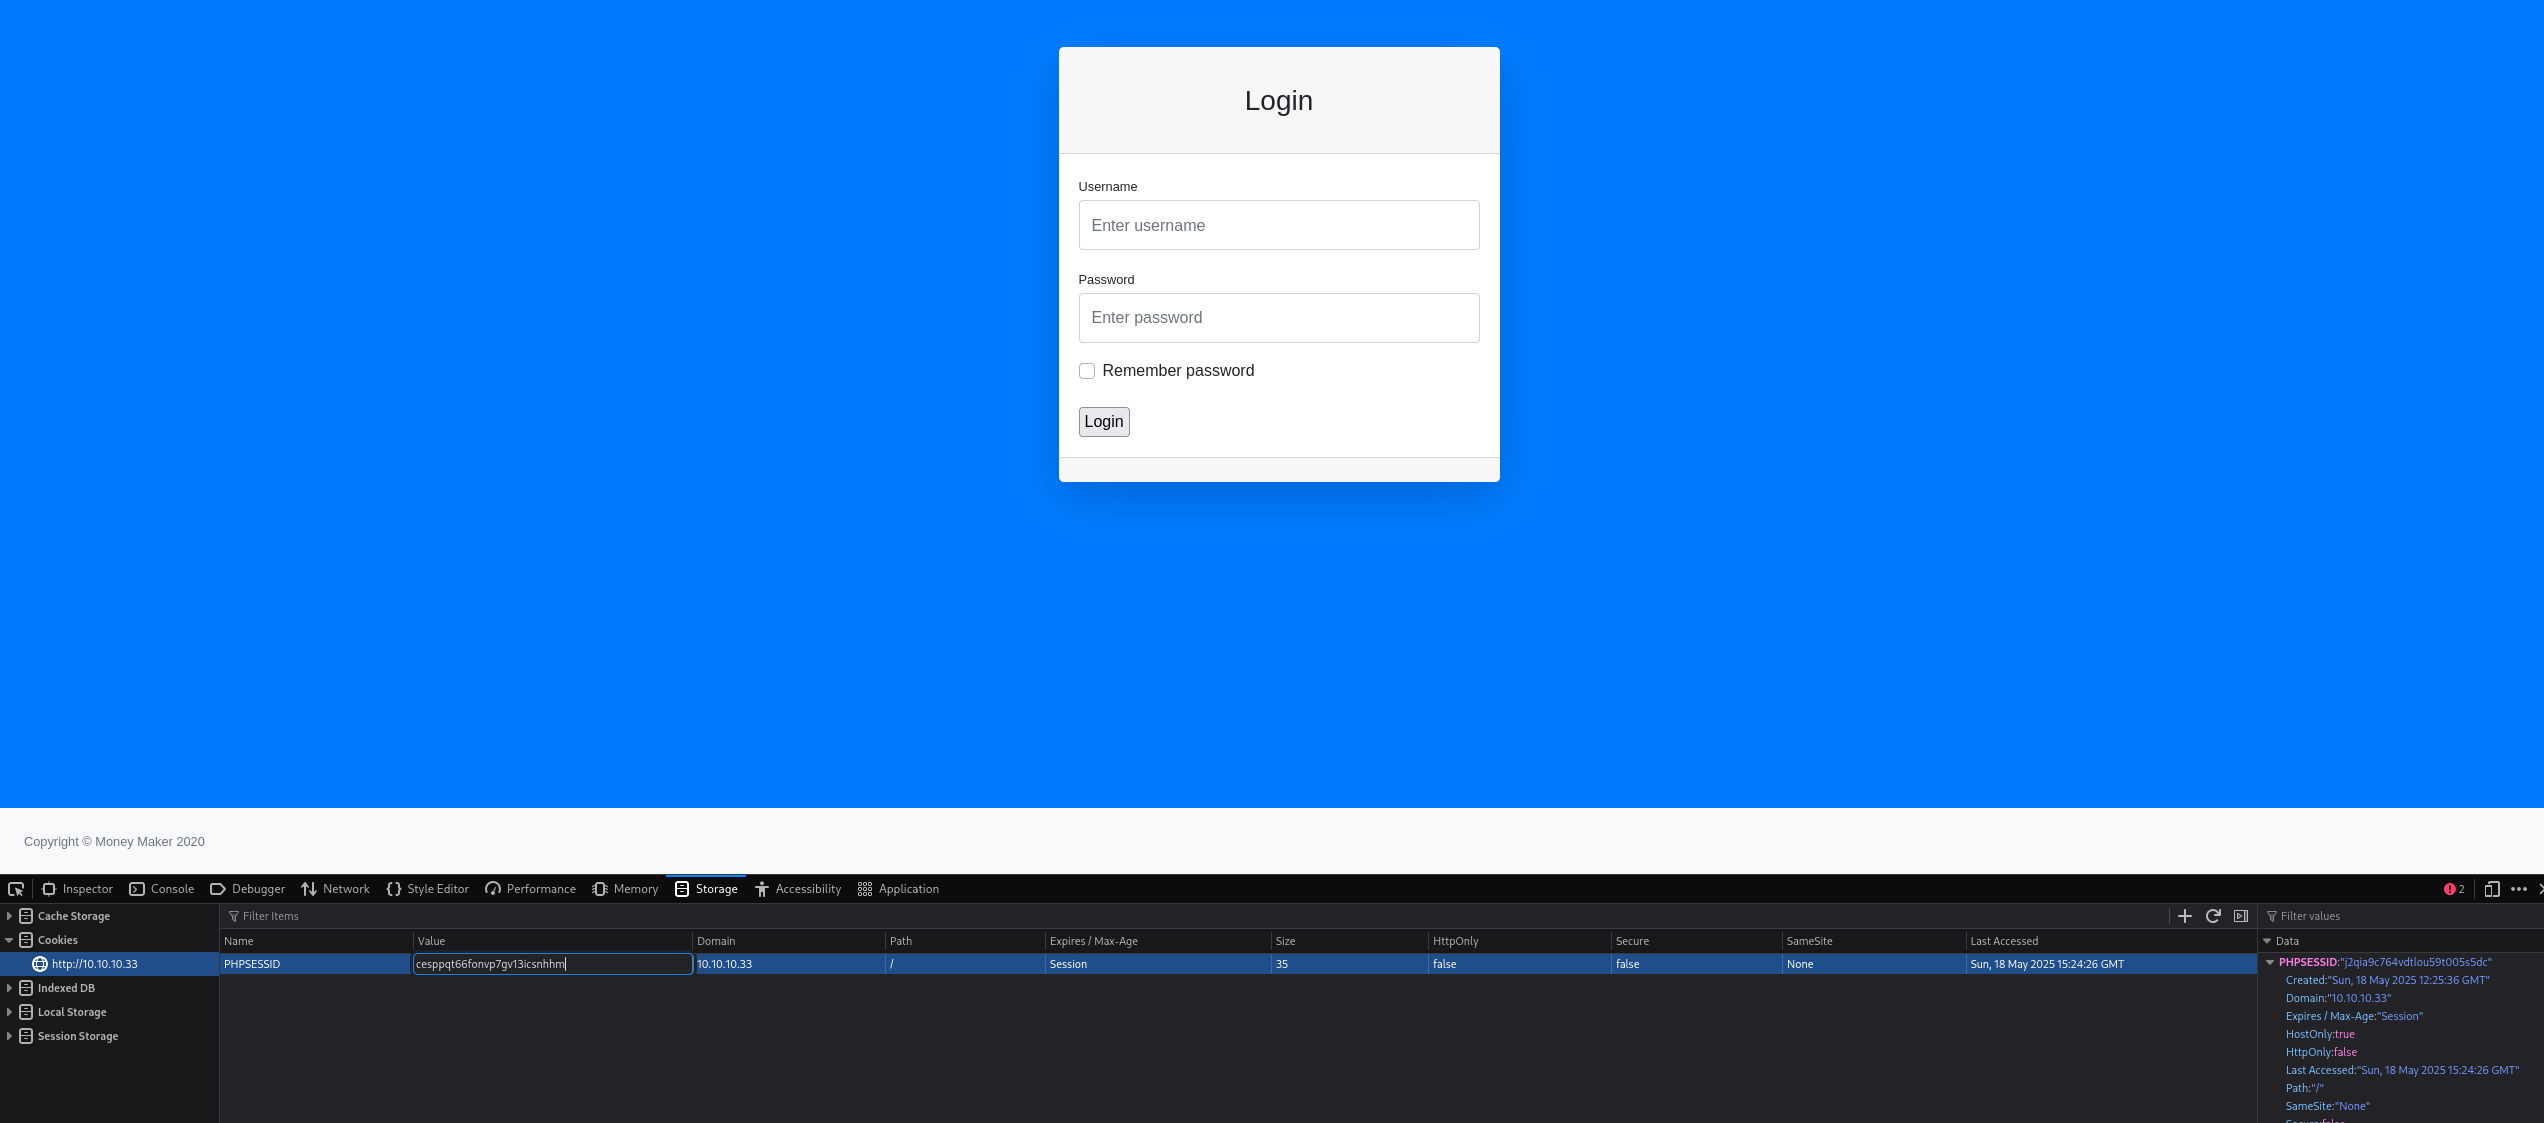 Login
Username
Enter username
Password
Enter password
Remember password
Login
Copyright © Money Maker 2020
Inspector Console Debugger Network Style Editor Performance Memory Storage Accessibility Application 2
Cache Storage
Cookies
http://10.10.10.33
Indexed DB
Local Storage
Session Storage
Filter Items
Name Value Domain Path Expires / Max-Age Size HttpOnly Secure SameSite Last Accessed
PHPSESSID cesppqt66fonvp7gv13icsnhhm 10.10.10.33 / Session 35 false false None Sun, 18 May 2025 15:24:26 GMT
Filter values
Data
PHPSESSID:"j2qia9c764vdtlou59t005s5dc"
Created:"Sun, 18 May 2025 12:25:36 GMT"
Domain:"10.10.10.33"
Expires / Max-Age:"Session"
HostOnly:true
HttpOnly:false
Last Accessed:"Sun, 18 May 2025 15:24:26 GMT"
Path:"/"
SameSite:"None"